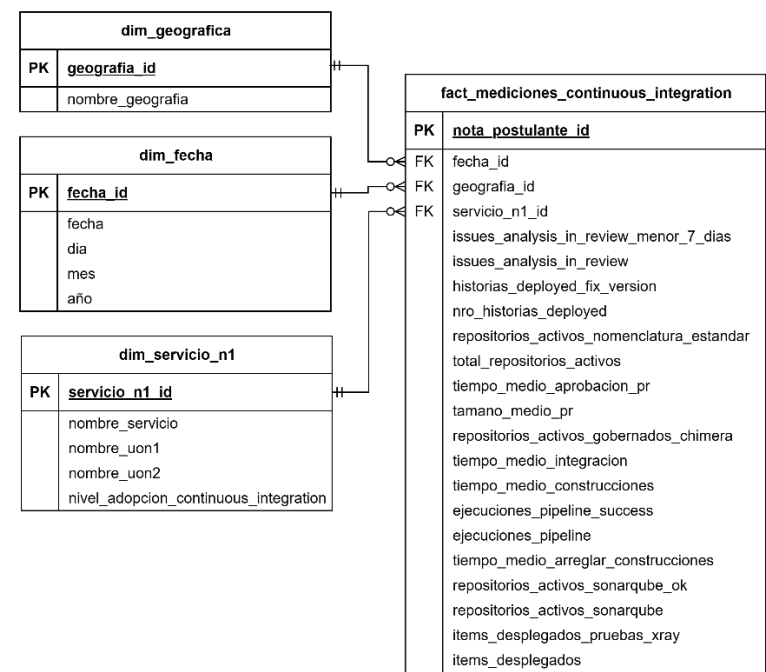 dim_geografica
PK geografia_id
nombre_geografia
dim_fecha
PK fecha_id
fecha
dia
mes
año
dim_servicio_n1
PK servicio_n1_id
nombre_servicio
nombre_uon1
nombre_uon2
nivel_adopcion_continuous_integration
fact_mediciones_continuous_integration
PK nota_postulante_id
FK fecha_id
FK geografia_id
FK servicio_n1_id
issues_analysis_in_review_menor_7_dias
issues_analysis_in_review
historias_deployed_fix_version
nro_historias_deployed
repositorios_activos_nomenclatura_estandar
total_repositorios_activos
tiempo_medio_aprobacion_pr
tamano_medio_pr
repositorios_activos_gobernados_chimera
tiempo_medio_integracion
tiempo_medio_construcciones
ejecuciones_pipeline_success
ejecuciones_pipeline
tiempo_medio_arreglar_construcciones
repositorios_activos_sonarqube_ok
repositorios_activos_sonarqube
items_desplegados_pruebas_xray
items_desplegados